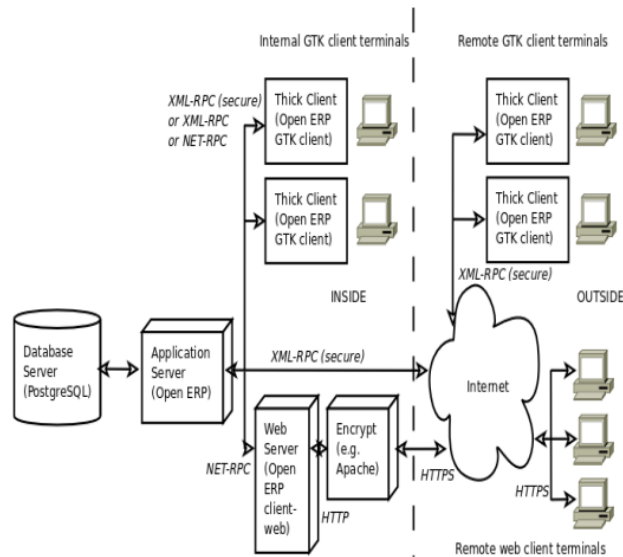 Internal GTK client terminals
Remote GTK client terminals
XML-RPC (secure)
or XML-RPC
or NET-RPC
Thick Client
(Open ERP
GTK client)
Thick Client
(Open ERP
GTK client)
Thick Client
(Open ERP
GTK client)
Thick Client
(Open ERP
GTK client)
XML-RPC (secure)
INSIDE
OUTSIDE
Database
Server
(PostgreSQL)
Application
Server
(Open ERP)
XML-RPC (secure)
Internet
Web
Server
(Open
ERP
client-
web)
Encrypt
(e.g.
Apache)
NET-RPC
HTTP
HTTPS
HTTPS
Remote web client terminals